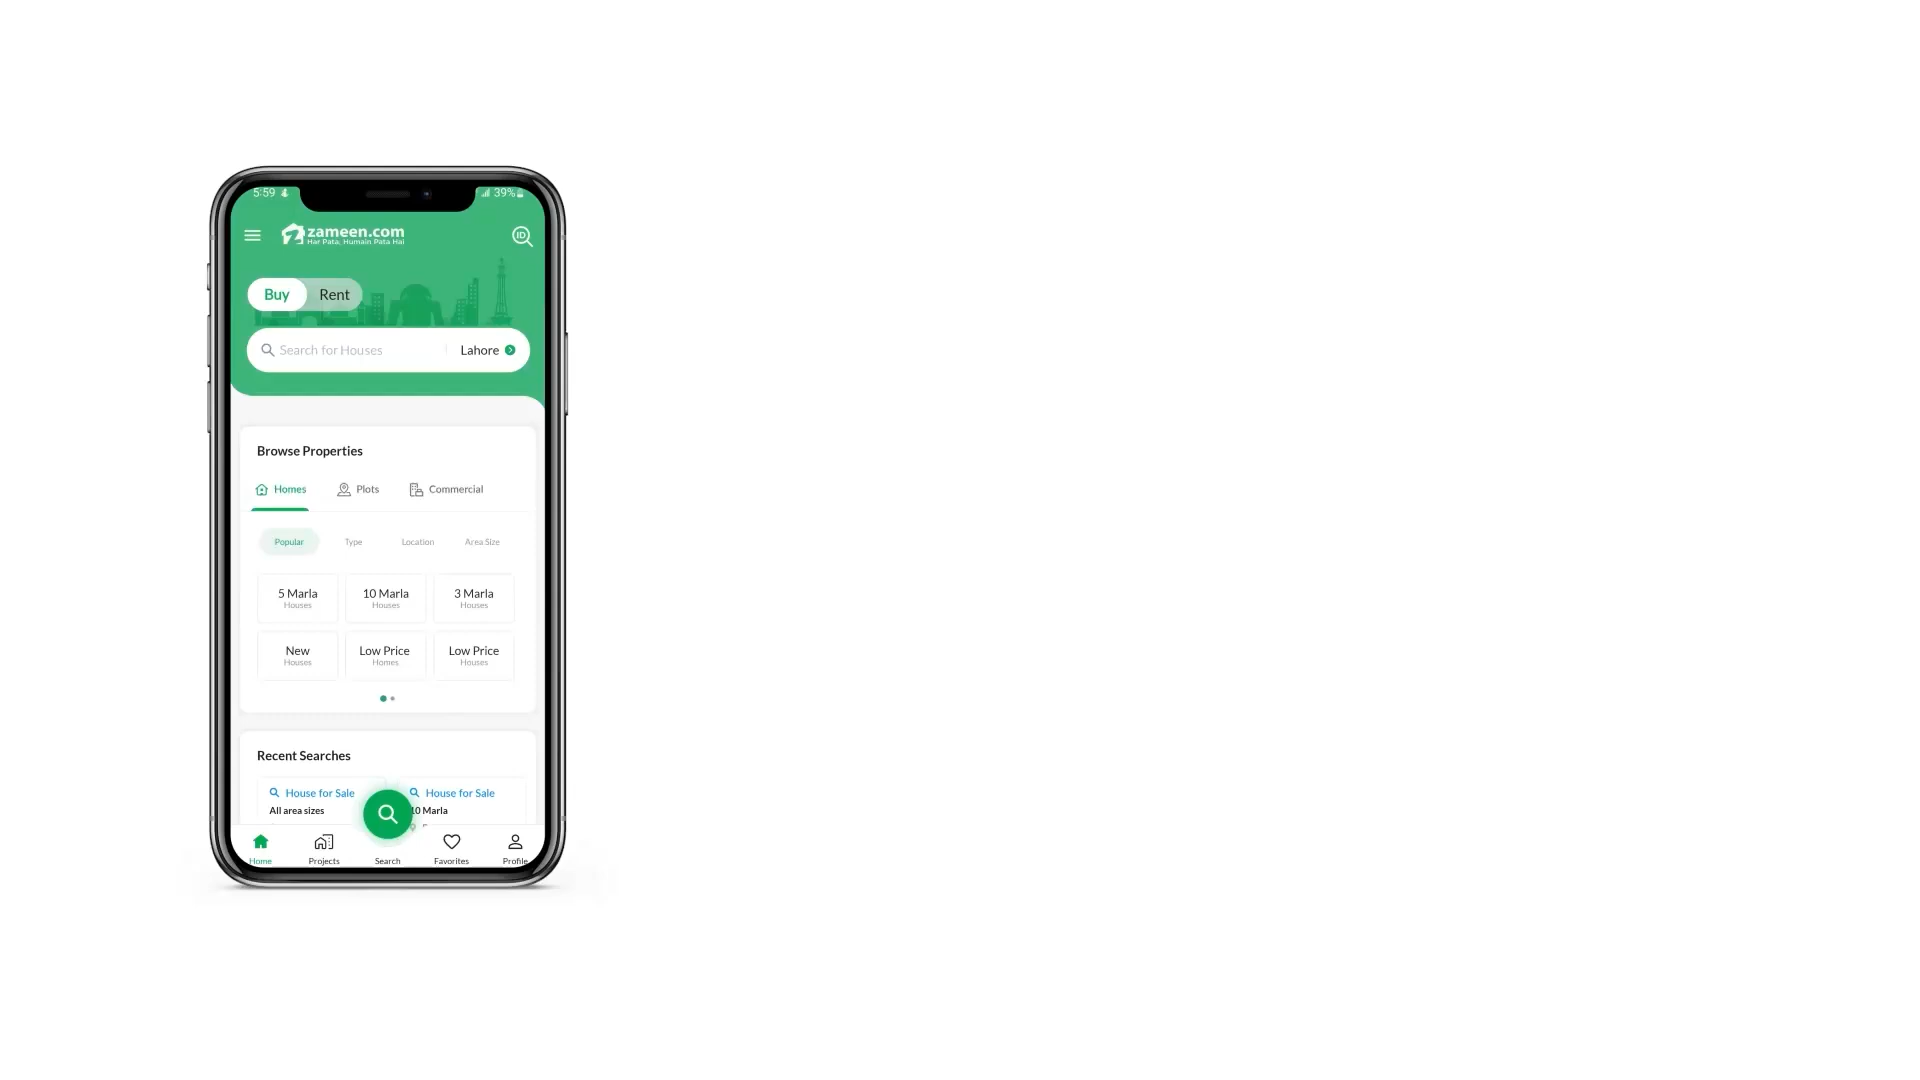 5:59 39%
zameen.com
Har Pata, Humain Pata Hai
ID
Buy Rent
Search for Houses Lahore
Browse Properties
Homes Plots Commercial
Popular Type Location Area Size
5 Marla 10 Marla 3 Marla
Houses Houses Houses
New Low Price Low Price
Houses Homes Houses
Recent Searches
House for Sale House for Sale
All area sizes 10 Marla
Home Projects Search Favorites Profile